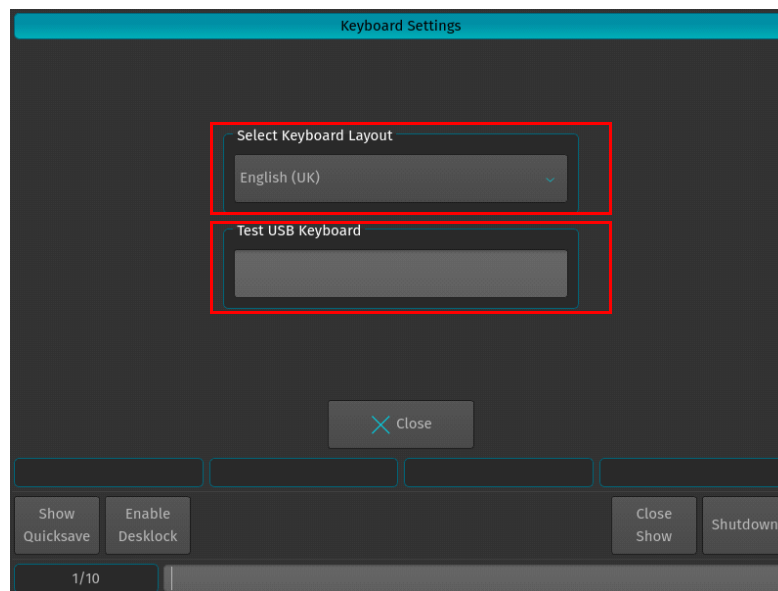 Keyboard Settings
Select Keyboard Layout
English (UK)
Test USB Keyboard
Close
Show
Quicksave
Enable
Desklock
Close
Show
Shutdown
1/10